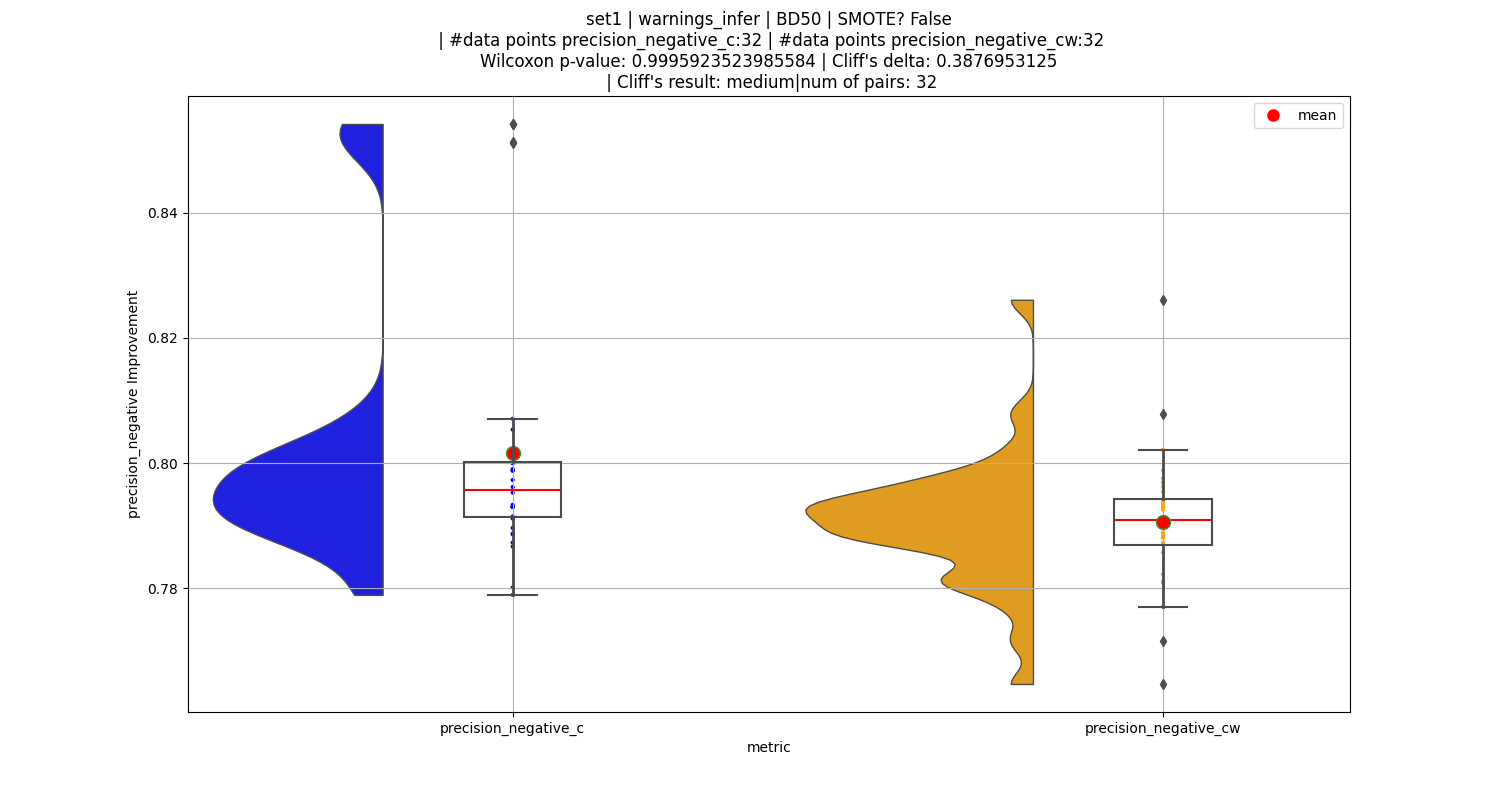 set1 | warnings_infer | BD50 | SMOTE? False
| #data points precision_negative_c:32 | #data points precision_negative_cw:32
Wilcoxon p-value: 0.9995923523985584 | Cliff's delta: 0.3876953125
| Cliff's result: medium|num of pairs: 32
mean
0.84
0.82
0.80
0.78
precision_negative Improvement
precision_negative_c
precision_negative_cw
metric